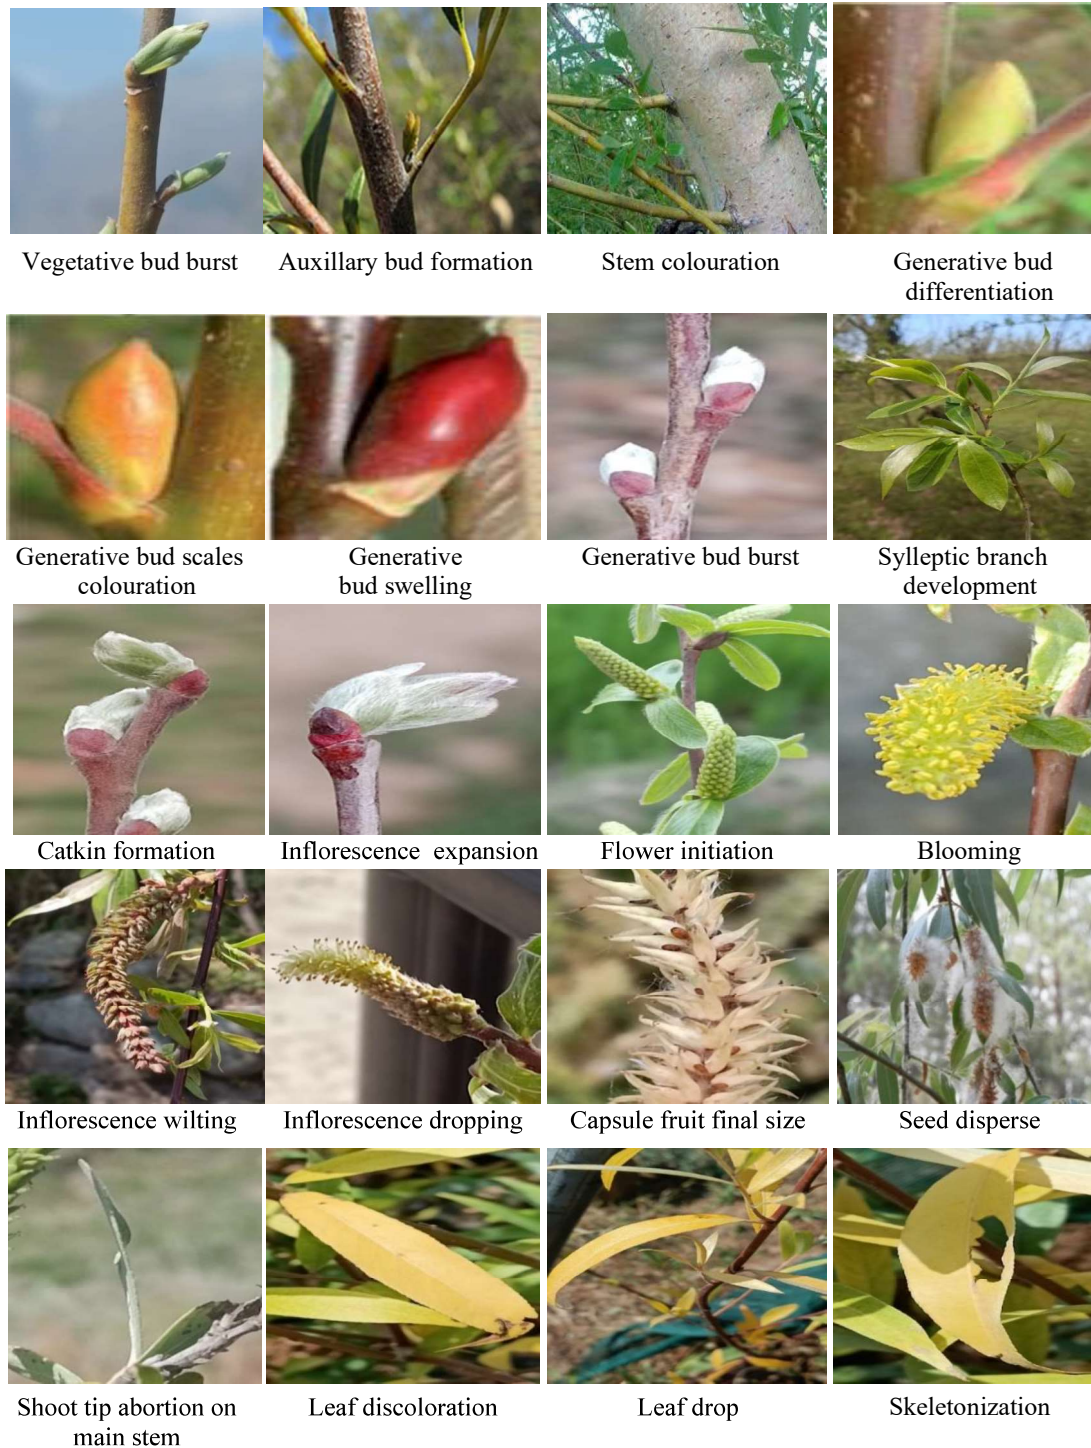 Vegetative bud burst
Auxillary bud formation
Stem colouration
Generative bud
differentiation
Generative bud scales
colouration
Generative
bud swelling
Generative bud burst
Sylleptic branch
development
Catkin formation
Inflorescence expansion
Flower initiation
Blooming
Inflorescence wilting
Inflorescence dropping
Capsule fruit final size
Seed disperse
Shoot tip abortion on
main stem
Leaf discoloration
Leaf drop
Skeletonization